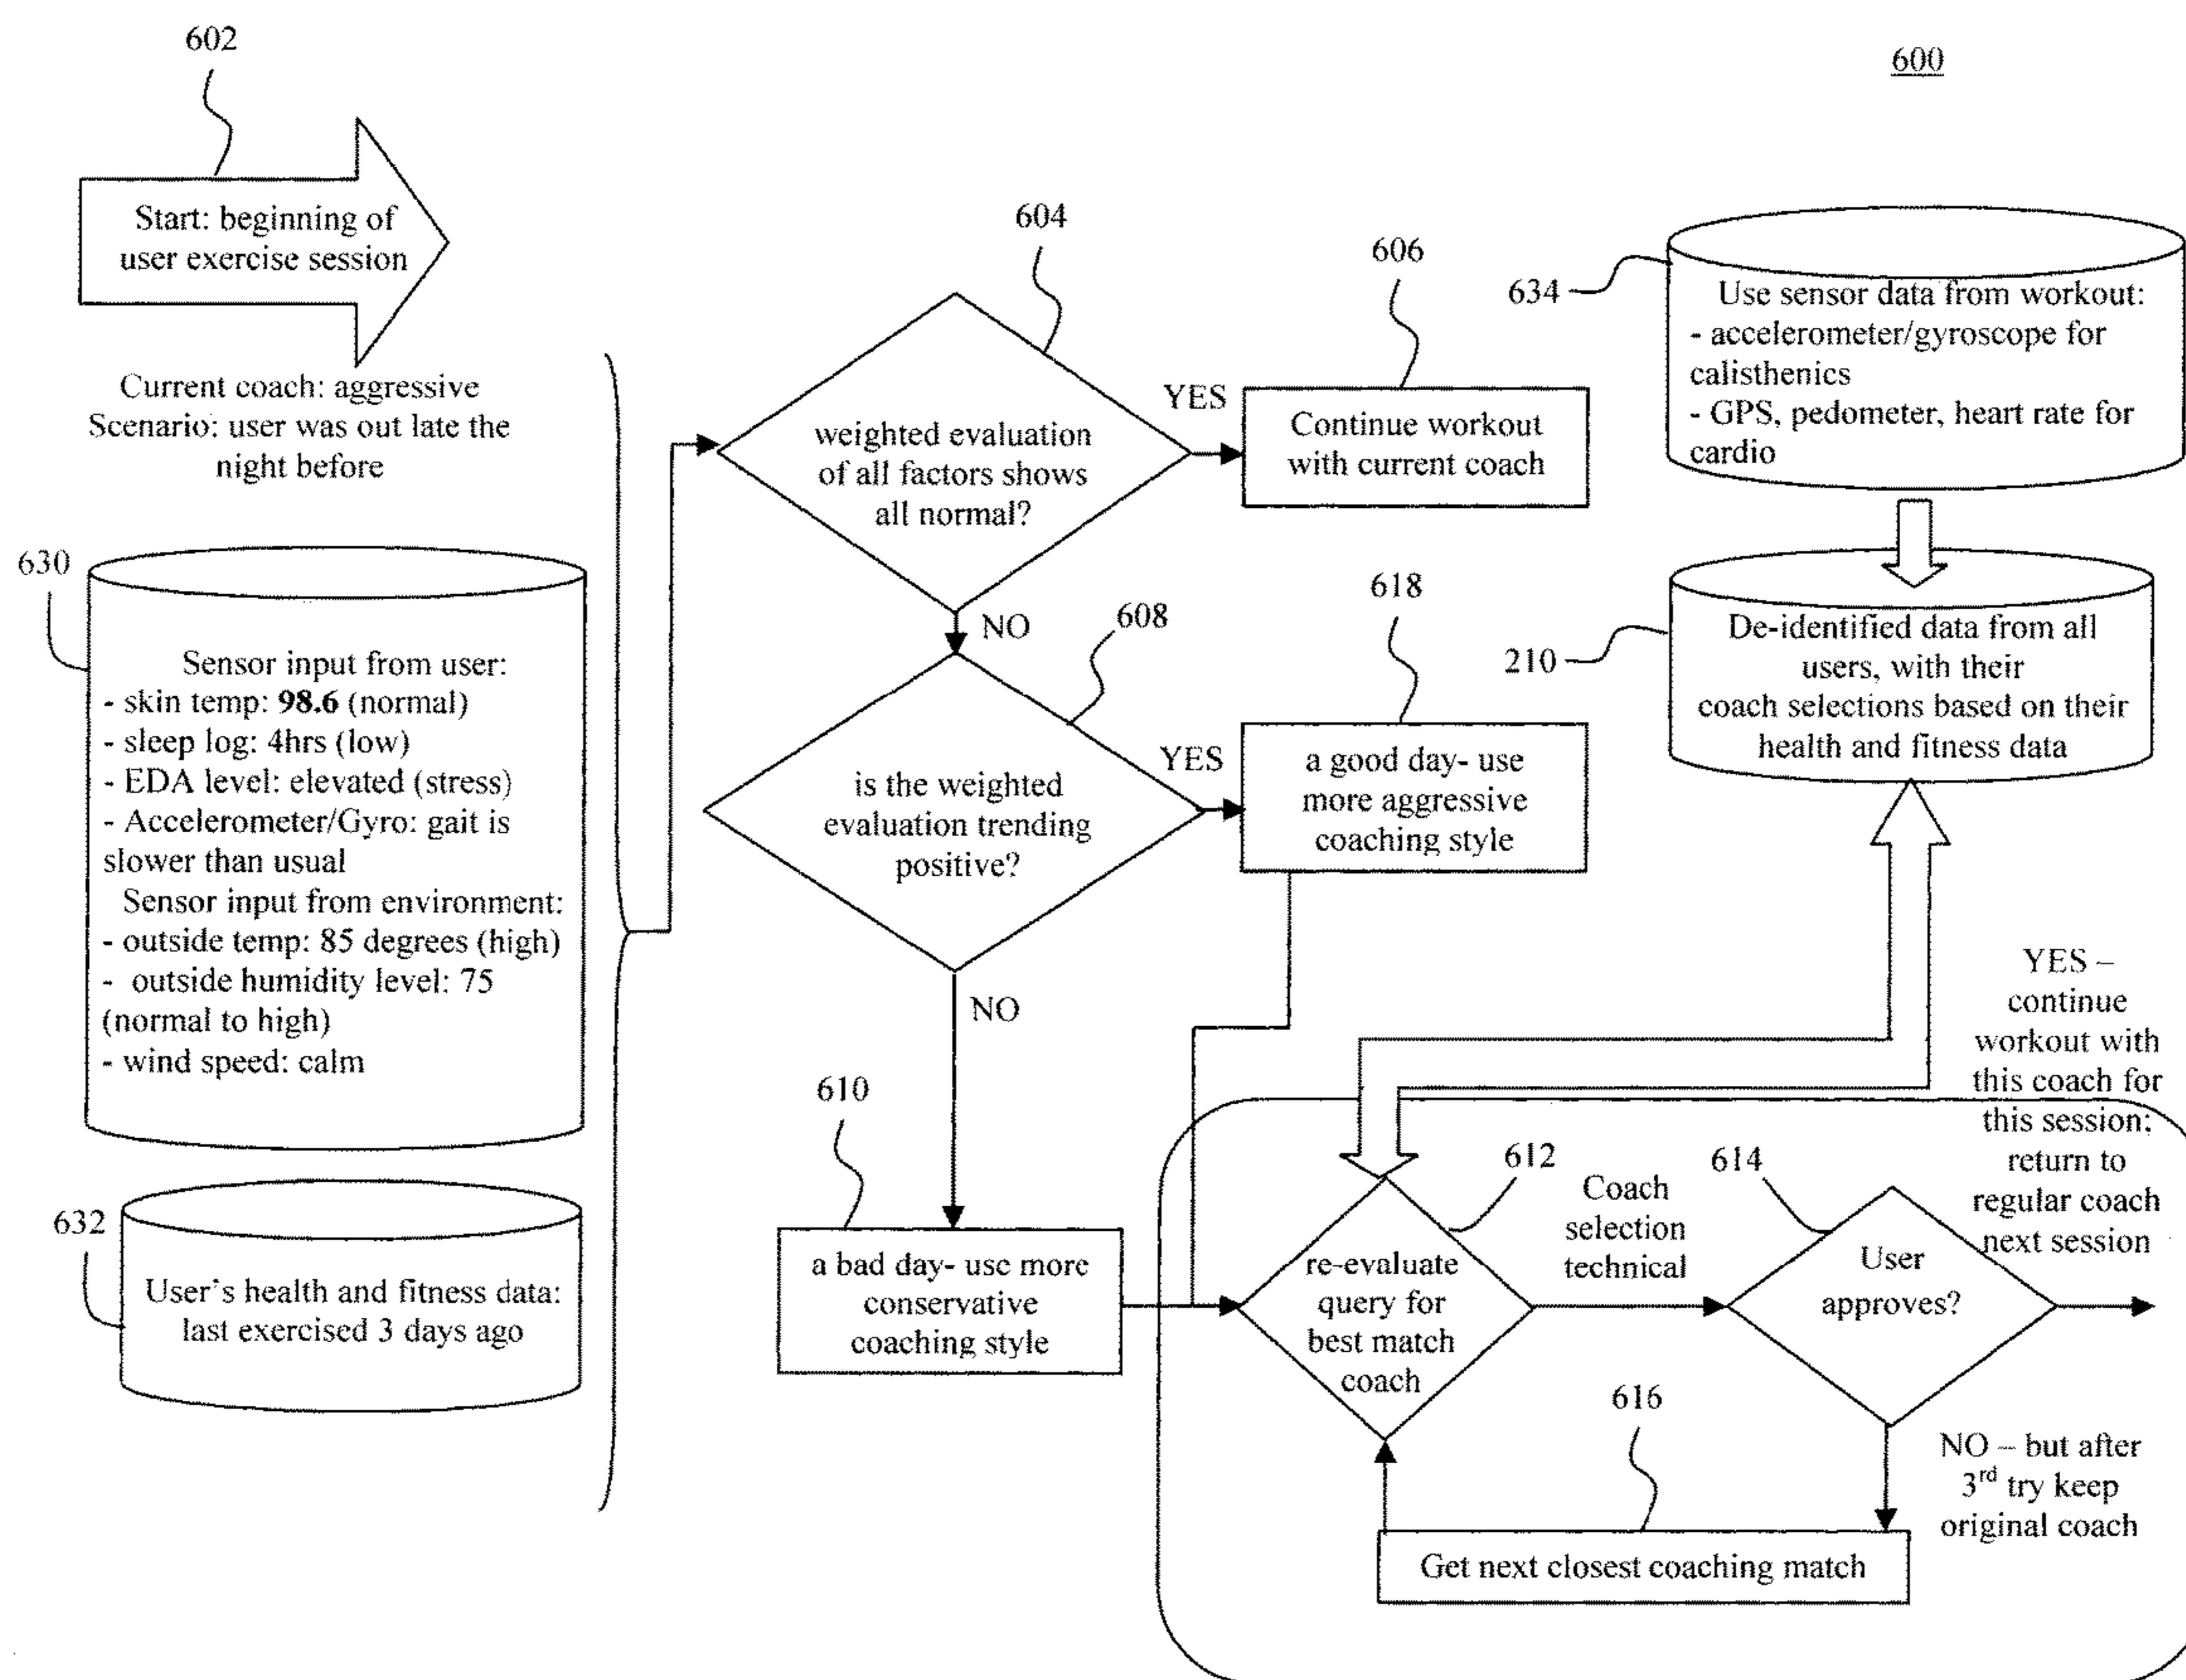 602
600
Start: beginning of
user exercise session
Current coach: aggressive
Scenario: user was out late the
night before
630
Sensor input from user:
- skin temp: 98.6 (normal)
- sleep log: 4hrs (low)
- EDA level: elevated (stress)
- Accelerometer/Gyro: gait is
slower than usual
Sensor input from environment:
- outside temp: 85 degrees (high)
- outside humidity level: 75
(normal to high)
- wind speed: calm
632
User's health and fitness data:
last exercised 3 days ago
604
weighted evaluation
of all factors shows
all normal?
YES
606
Continue workout
with current coach
NO
608
is the weighted
evaluation trending
positive?
YES
618
a good day- use
more aggressive
coaching style
NO
610
a bad day- use more
conservative
coaching style
634
Use sensor data from workout:
- accelerometer/gyroscope for
calisthenics
- GPS, pedometer, heart rate for
cardio
210
De-identified data from all
users, with their
coach selections based on their
health and fitness data
612
re-evaluate
query for
best match
coach
Coach
selection
technical
614
User
approves?
YES –
continue
workout with
this coach for
this session;
return to
regular coach
next session
616
Get next closest coaching match
NO – but after
3rd try keep
original coach